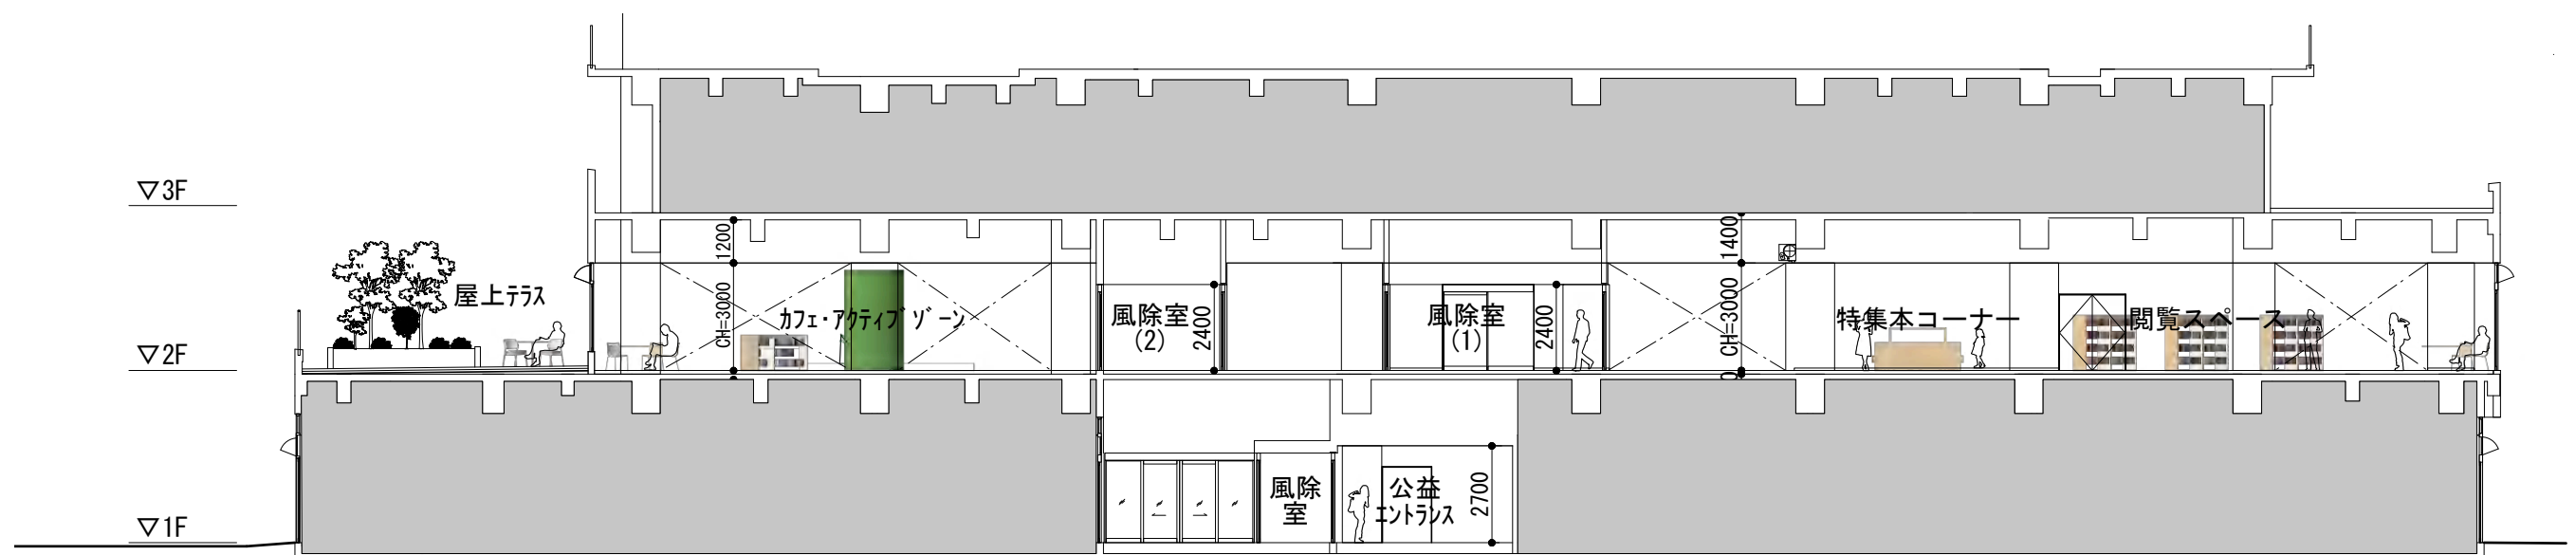 ▽3F
1200
1400
屋上ﾃﾗｽ
CH=3000
ｶﾌｪ・ｱｸﾃｨﾌﾞｿﾞｰﾝ
風除室
(2)
2400
風除室
(1)
2400
CH=3000
特集本コーナー
閲覧スペース
▽2F
風除
室
公益
ｴﾝﾄﾗﾝｽ
2700
▽1F